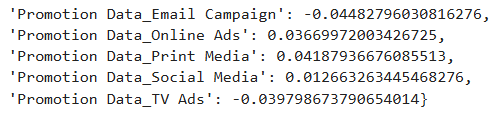 'Promotion Data_Email Campaign': -0.04482796030816276,
'Promotion Data_Online Ads': 0.03669972003426725,
'Promotion Data_Print Media': 0.04187936676085513,
'Promotion Data_Social Media': 0.012663263445468276,
'Promotion Data_TV Ads': -0.039798673790654014}